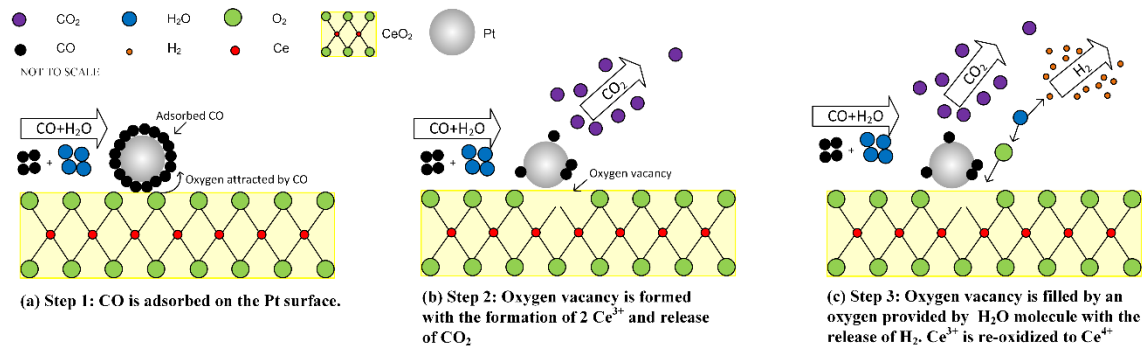 CO₂
H₂O
O₂
CeO₂
Pt
CO
H₂
Ce
NOT TO SCALE
CO+H₂O
+
Adsorbed CO
Oxygen attracted by CO
(a) Step 1: CO is adsorbed on the Pt surface.
CO₂
CO+H₂O
+
Oxygen vacancy
(b) Step 2: Oxygen vacancy is formed
with the formation of 2 Ce³⁺ and release
of CO₂
CO₂
H₂
CO+H₂O
+
(c) Step 3: Oxygen vacancy is filled by an
oxygen provided by H₂O molecule with the
release of H₂. Ce³⁺ is re-oxidized to Ce⁴⁺